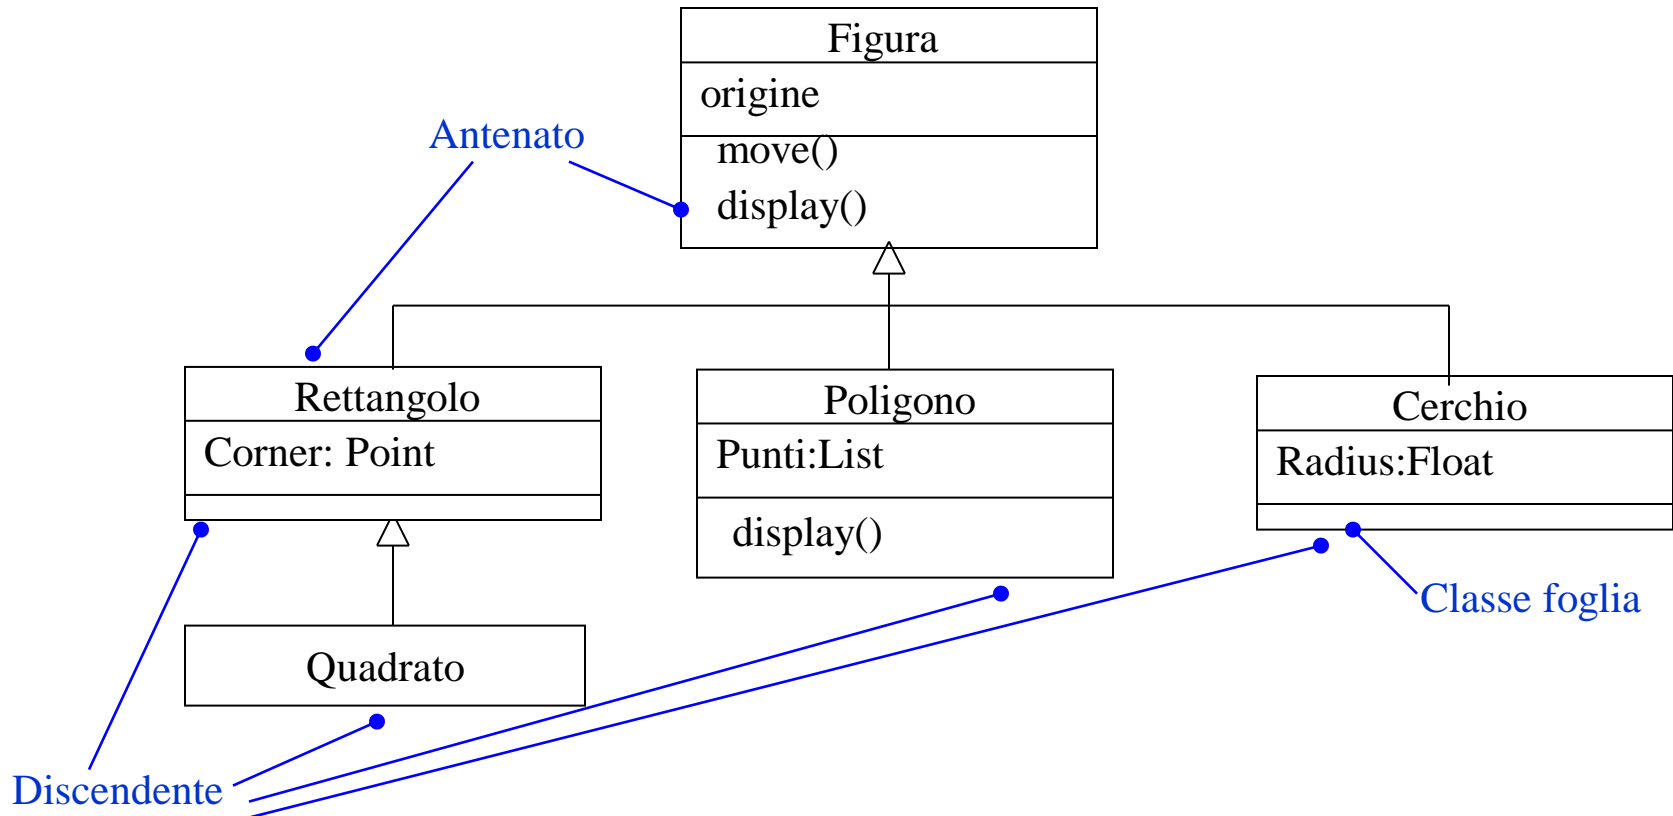 Figura
origine
Antenato
move()
display()
Rettangolo
Corner: Point
Poligono
Punti:List
display()
Cerchio
Radius:Float
Classe foglia
Quadrato
Discendente